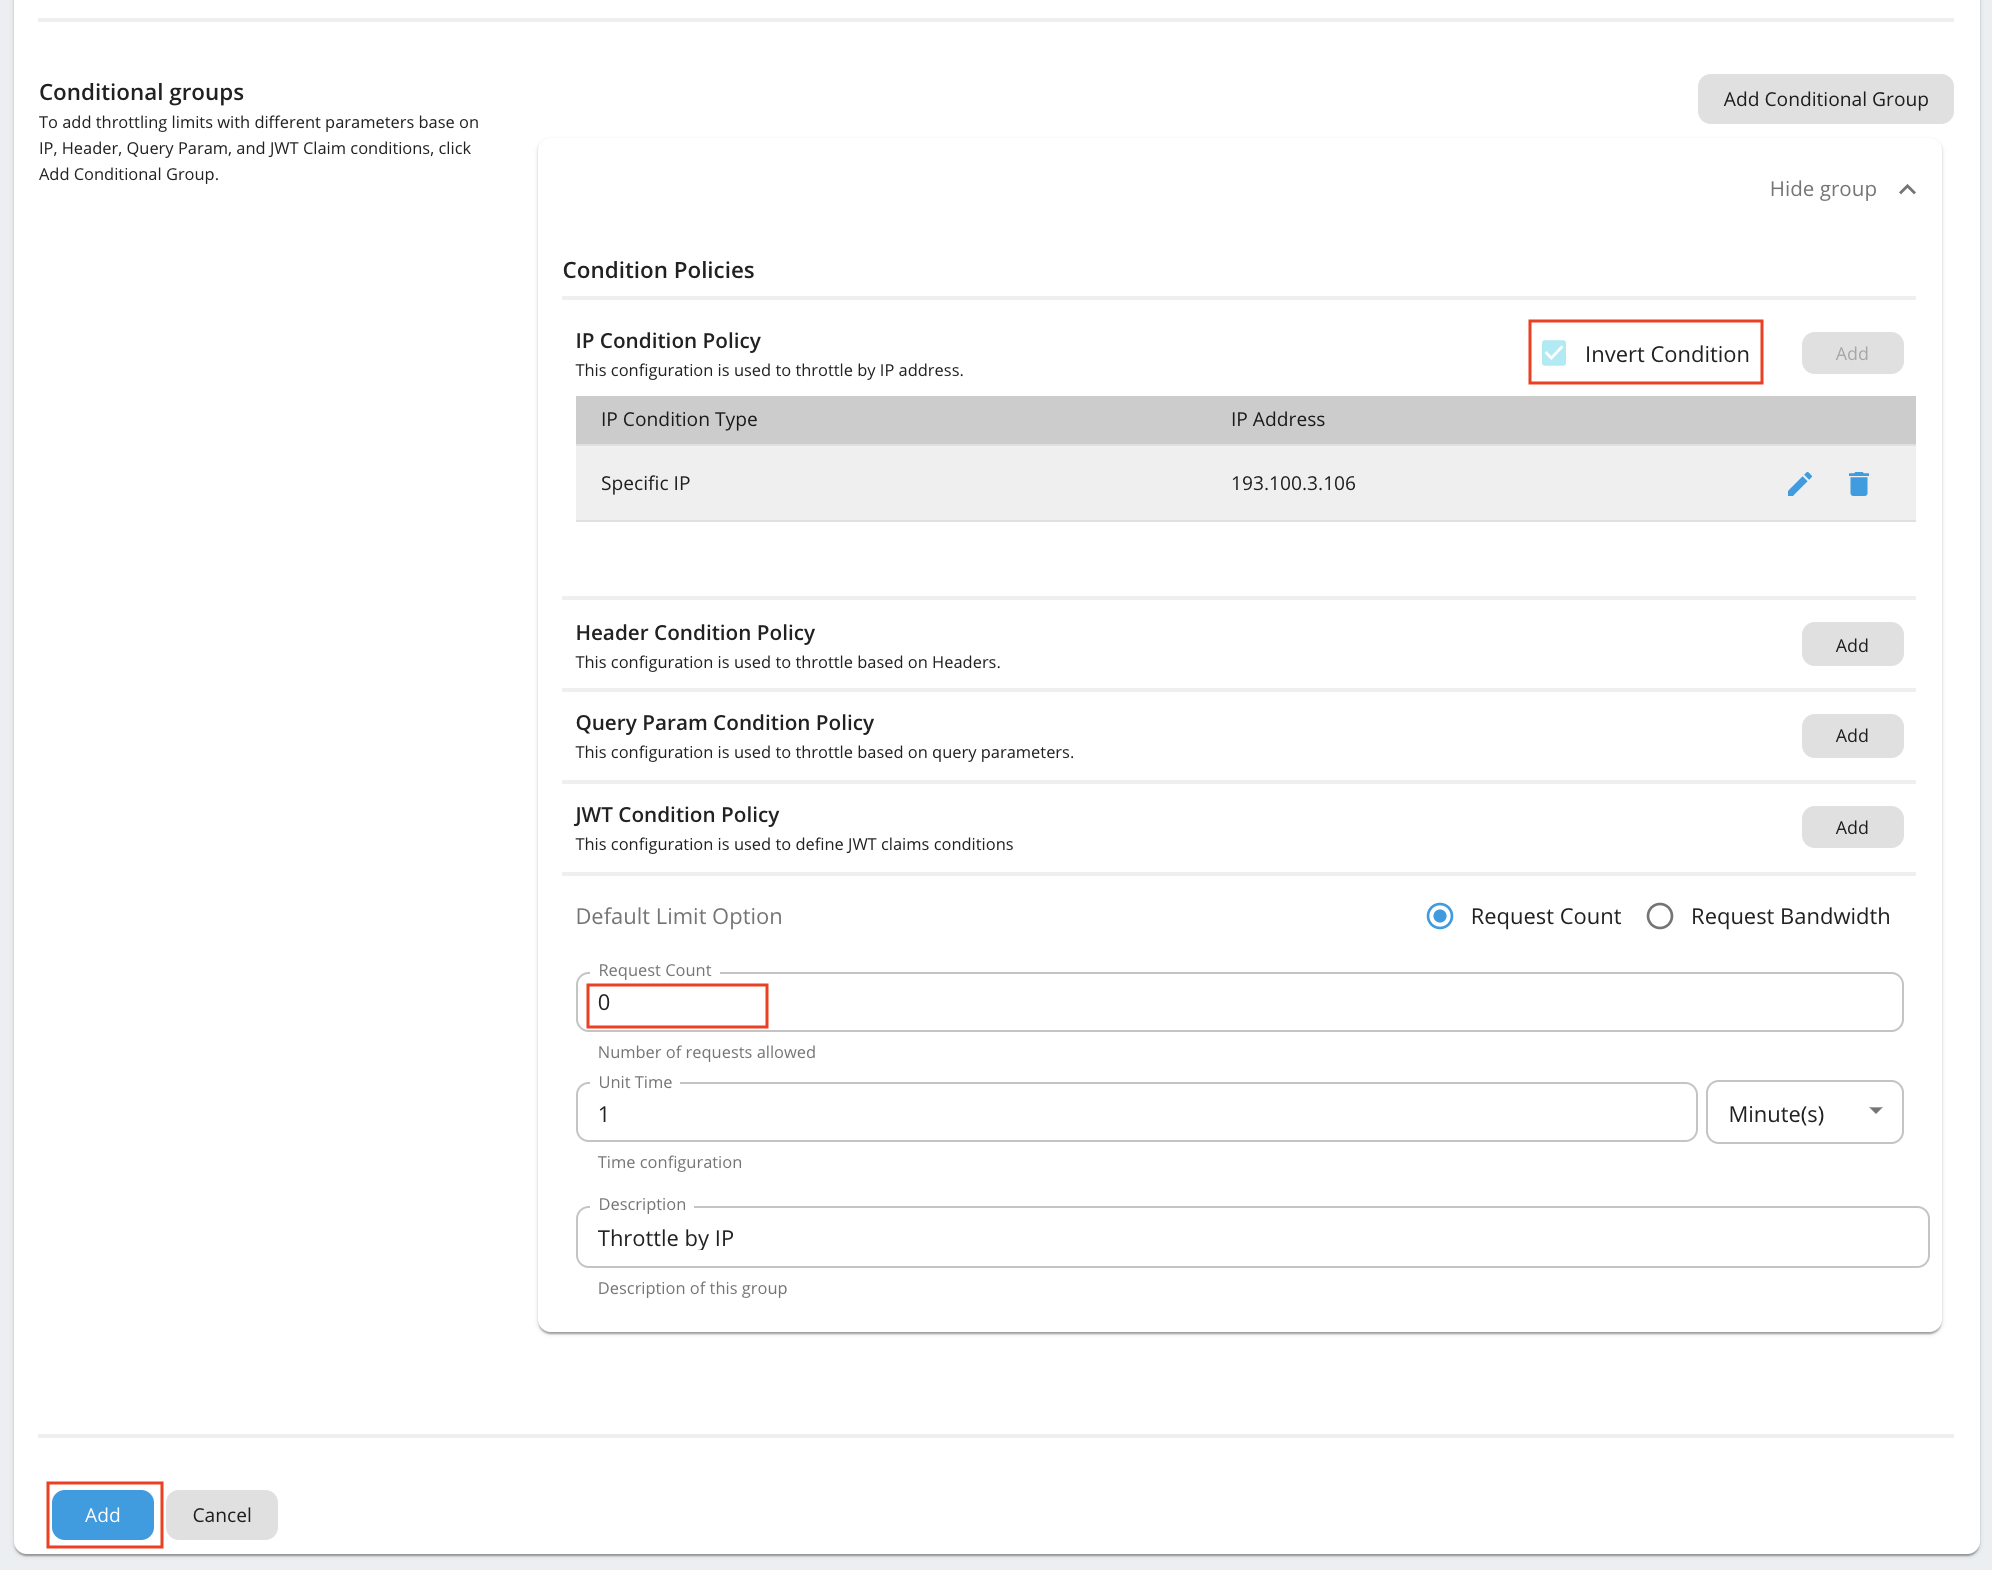 Conditional groups
To add throttling limits with different parameters base on
IP, Header, Query Param, and JWT Claim conditions, click
Add Conditional Group.
Add Conditional Group
Hide group
Condition Policies
IP Condition Policy
This configuration is used to throttle by IP address.
Invert Condition
Add
IP Condition Type IP Address
Specific IP 193.100.3.106
Header Condition Policy
This configuration is used to throttle based on Headers.
Add
Query Param Condition Policy
This configuration is used to throttle based on query parameters.
Add
JWT Condition Policy
This configuration is used to define JWT claims conditions
Add
Default Limit Option
Request Count
Request Bandwidth
Request Count
0
Number of requests allowed
Unit Time
1
Minute(s)
Time configuration
Description
Throttle by IP
Description of this group
Add
Cancel